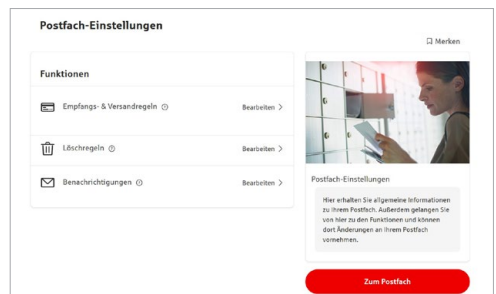 Postfach-Einstellungen
Merken
Funktionen
Empfangs- & Versandregeln
Bearbeiten >
Löschregeln
Bearbeiten >
Benachrichtigungen
Bearbeiten >
Postfach-Einstellungen
Hier erhalten Sie allgemeine Informationen
zu Ihrem Postfach. Außerdem gelangen Sie
von hier zu den Funktionen und können
dort Änderungen an Ihrem Postfach
vornehmen.
Zum Postfach